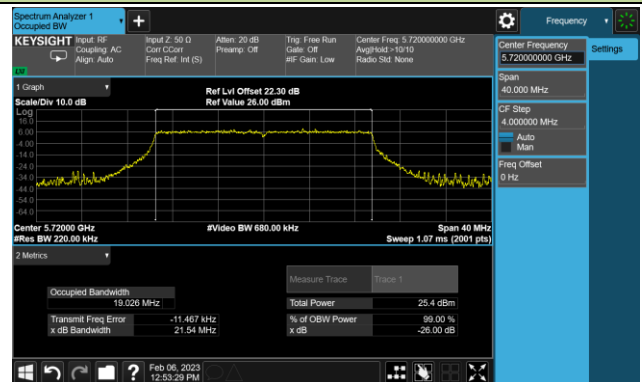 Spectrum Analyzer 1
Occupied BW
Frequency
KEYSIGHT
Input: RF
Coupling: AC
Align: Auto
Input Z: 50 Ω
Corr CCorr
Freq Ref: Int (S)
Atten: 20 dB
Preamp: Off
Trig: Free Run
Gate: Off
#IF Gain: Low
Center Freq: 5.720000000 GHz
Avg|Hold:>10/10
Radio Std: None
Center Frequency
5.720000000 GHz
Settings
Span
40.000 MHz
CF Step
4.000000 MHz
Auto
Man
Freq Offset
0 Hz
1 Graph
Scale/Div 10.0 dB
Ref Lvl Offset 22.30 dB
Ref Value 26.00 dBm
Log
16.0
6.00
-4.00
-14.0
-24.0
-34.0
-44.0
-54.0
-64.0
Center 5.72000 GHz
#Res BW 220.00 kHz
#Video BW 680.00 kHz
Span 40 MHz
Sweep 1.07 ms (2001 pts)
2 Metrics
Measure Trace
Trace 1
Occupied Bandwidth
19.026 MHz
Total Power
25.4 dBm
Transmit Freq Error
-11.467 kHz
% of OBW Power
99.00 %
x dB Bandwidth
21.54 MHz
x dB
-26.00 dB
?
Feb 06, 2023
12:53:29 PM